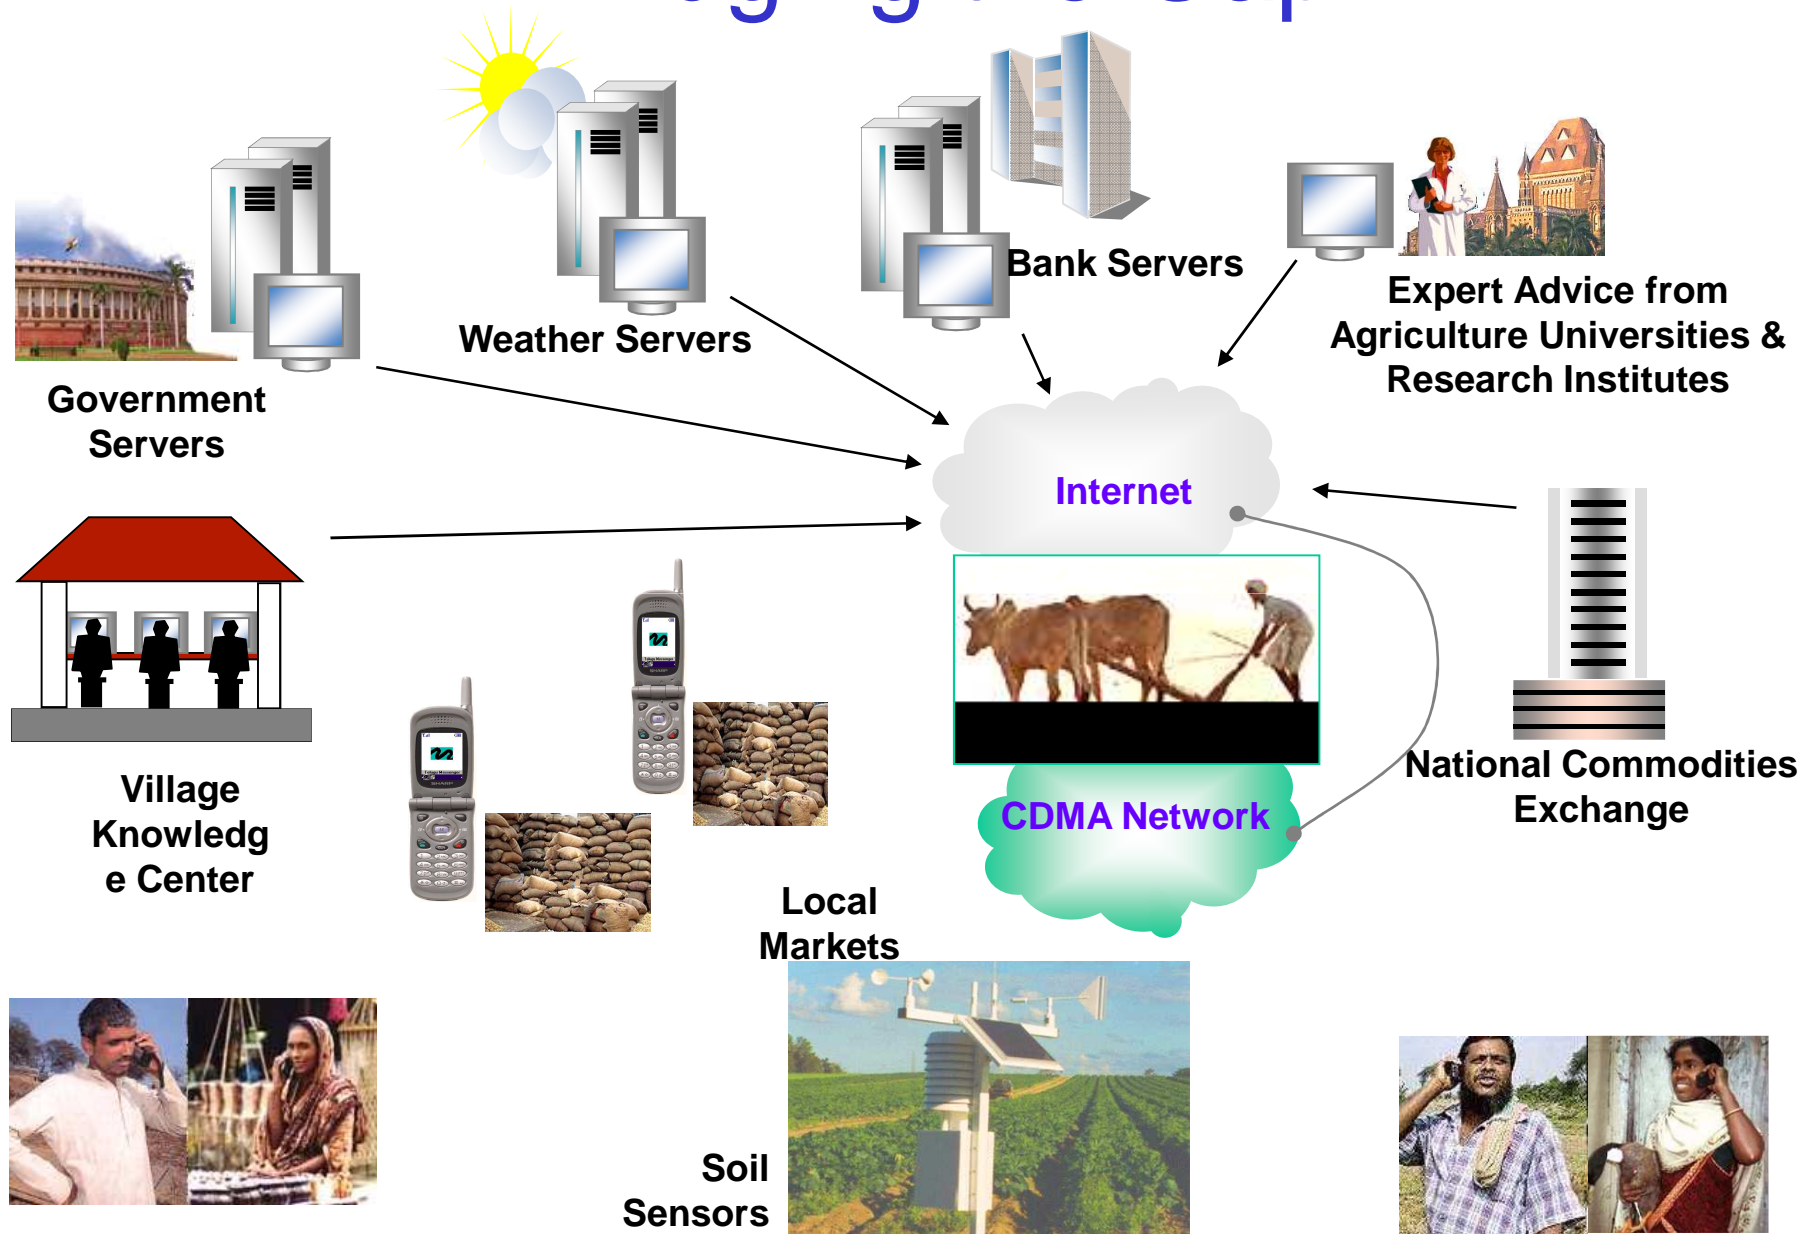 Bank Servers
Weather Servers
Expert Advice from
Agriculture Universities &
Research Institutes
Government
Servers
Internet
Village
Knowledg
e Center
CDMA Network
National Commodities
Exchange
Local
Markets
Soil
Sensors